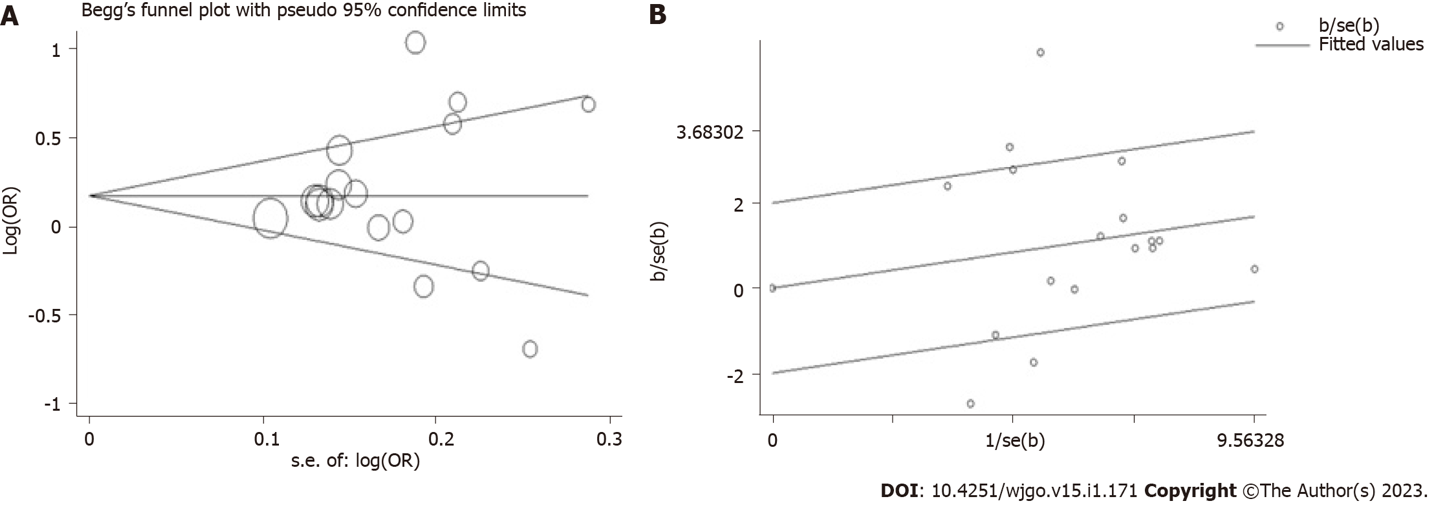 A
Begg's funnel plot with pseudo 95% confidence limits
1
0.5
0
-0.5
-1
Log(OR)
0 0.1 0.2 0.3
s.e. of: log(OR)
B
b/se(b)
Fitted values
3.68302
2
0
-2
b/se(b)
0 1/se(b) 9.56328
DOI: 10.4251/wjgo.v15.i1.171 Copyright ©The Author(s) 2023.